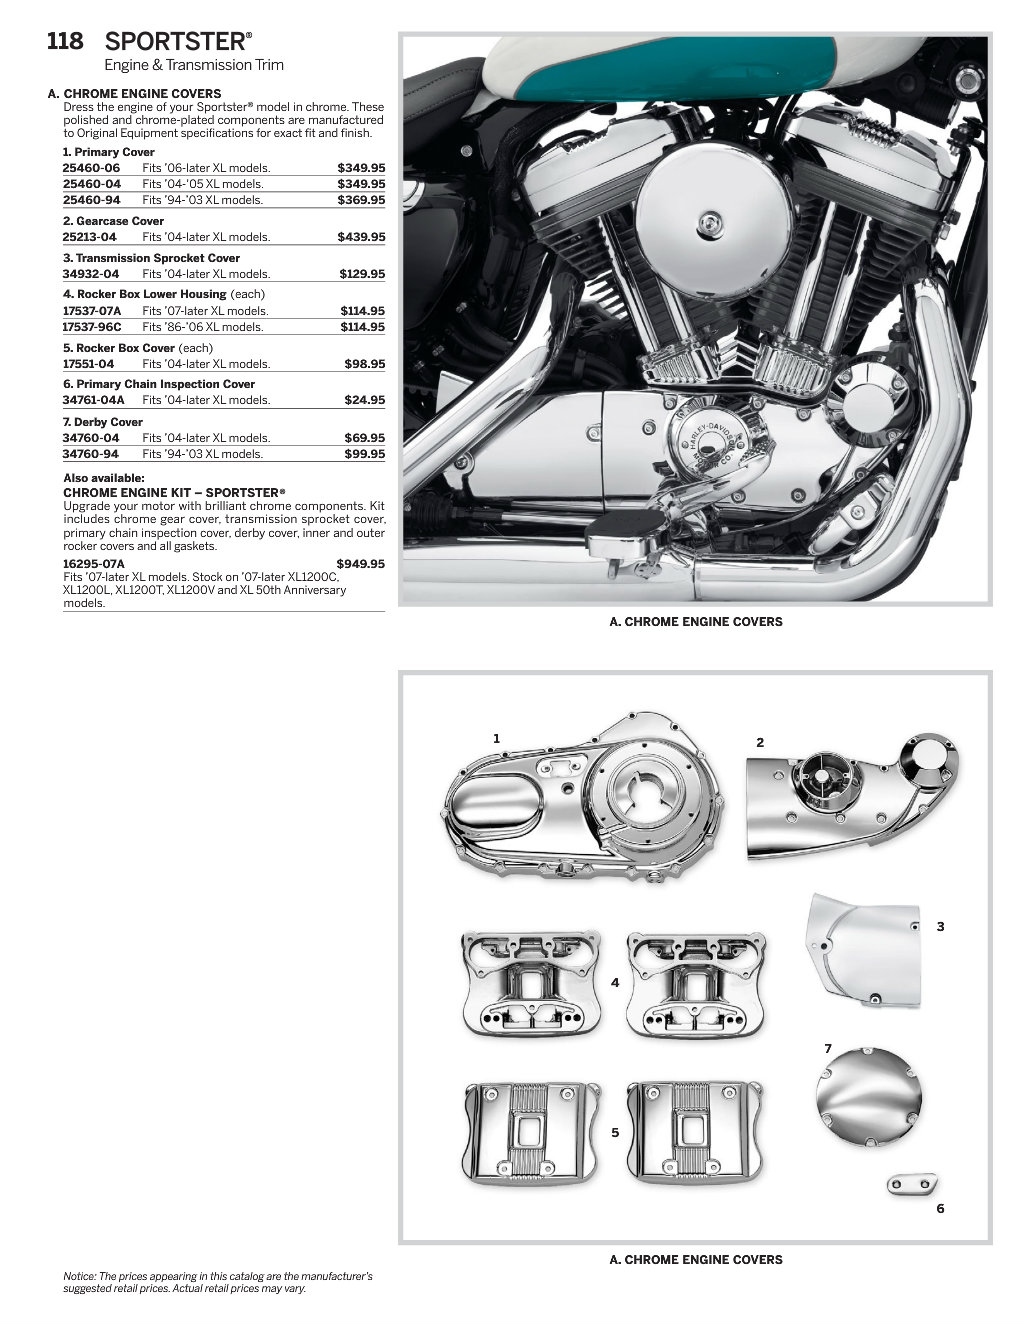 118 SPORTSTER®
Engine & Transmission Trim
A. CHROME ENGINE COVERS
Dress the engine of your Sportster® model in chrome. These
polished and chrome-plated components are manufactured
to Original Equipment specifications for exact fit and finish.
1. Primary Cover
25460-06 Fits ’06-later XL models. $349.95
25460-04 Fits ’04-‘05 XL models. $349.95
25460-94 Fits ’94-’03 XL models. $369.95
2. Gearcase Cover
25213-04 Fits ’04-later XL models. $439.95
3. Transmission Sprocket Cover
34932-04 Fits ’04-later XL models. $129.95
4. Rocker Box Lower Housing (each)
17537-07A Fits ’07-later XL models. $114.95
17537-96C Fits ’86-’06 XL models. $114.95
5. Rocker Box Cover (each)
17551-04 Fits ’04-later XL models. $98.95
6. Primary Chain Inspection Cover
34761-04A Fits ’04-later XL models. $24.95
7. Derby Cover
34760-04 Fits ’04-later XL models. $69.95
34760-94 Fits ’94-’03 XL models. $99.95
Also available:
CHROME ENGINE KIT – SPORTSTER®
Upgrade your motor with brilliant chrome components. Kit
includes chrome gear cover, transmission sprocket cover,
primary chain inspection cover, derby cover, inner and outer
rocker covers and all gaskets.
16295-07A $949.95
Fits ’07-later XL models. Stock on ’07-later XL1200C,
XL1200L, XL1200T, XL1200V and XL 50th Anniversary
models.
HARLEY-DAVIDSON
MOTOR CO.
A. CHROME ENGINE COVERS
1
2
3
4
7
5
6
A. CHROME ENGINE COVERS
Notice: The prices appearing in this catalog are the manufacturer’s
suggested retail prices. Actual retail prices may vary.